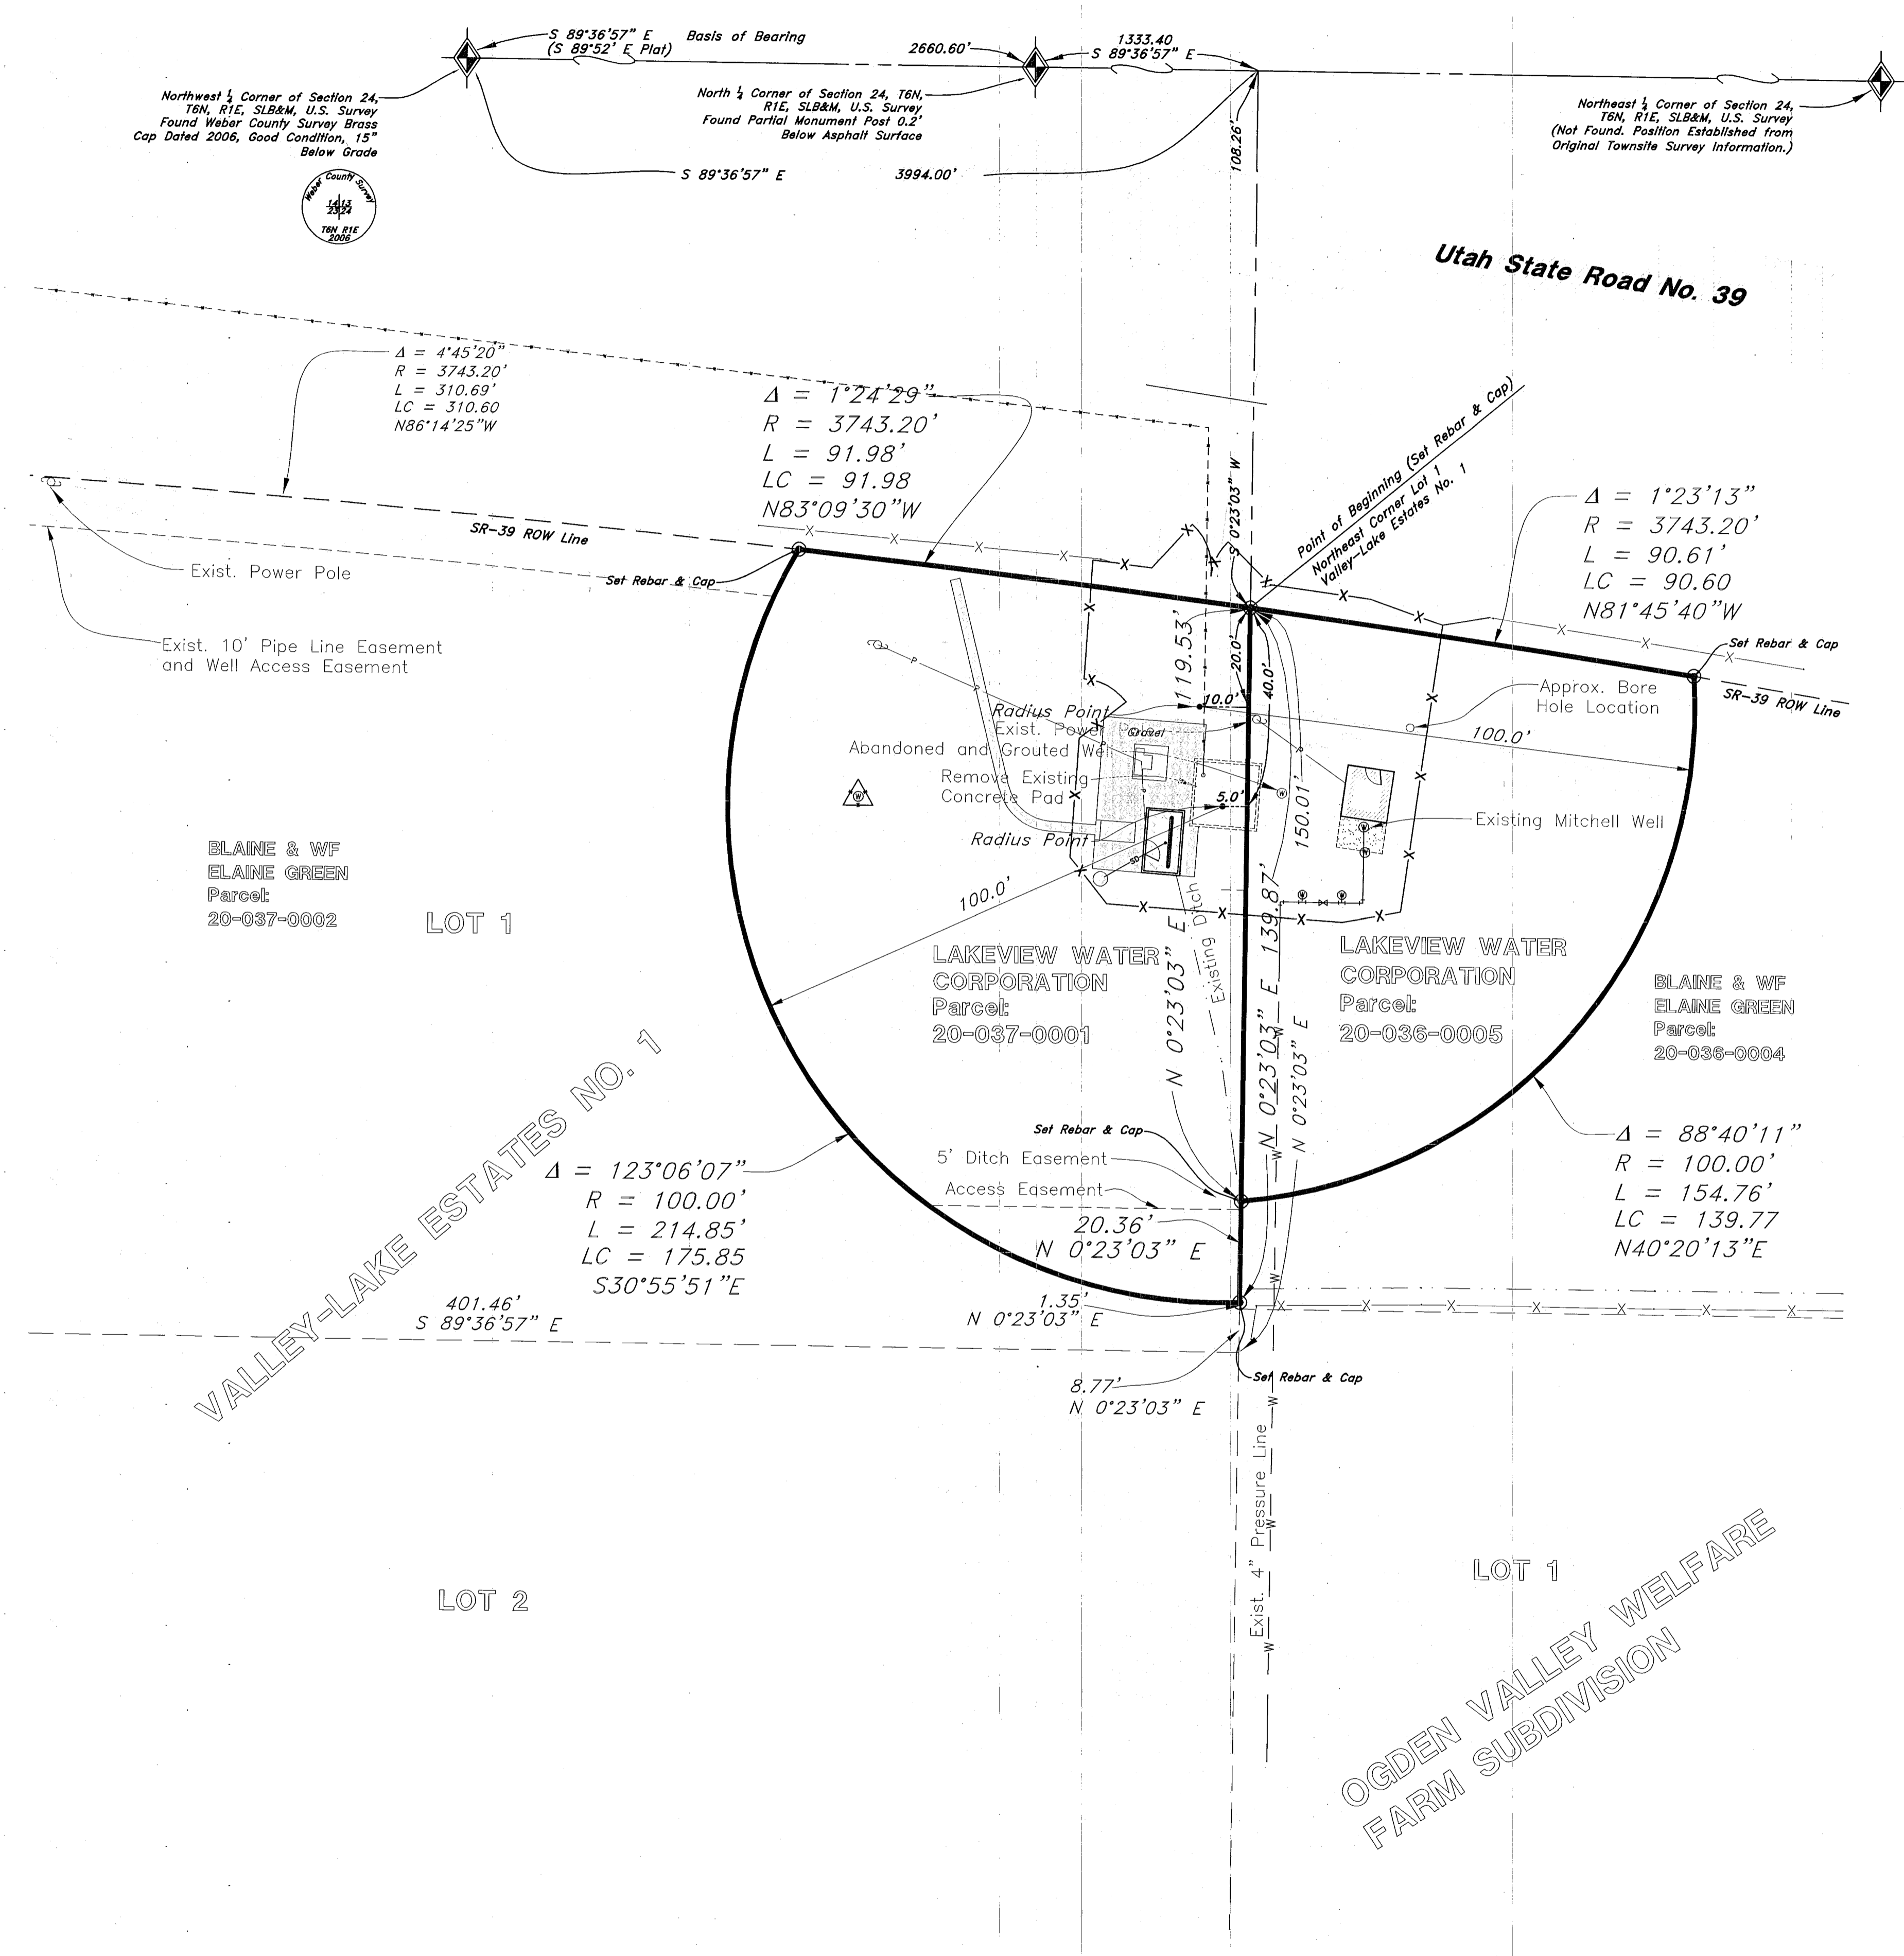 S 89°36'57" E
(S 89°52' E Plat)
Basis of Bearing
2660.60'
1333.40
S 89°36'57" E
Northwest ¼ Corner of Section 24,
T6N, R1E, SLB&M, U.S. Survey
Found Weber County Survey Brass
Cap Dated 2006, Good Condition, 15"
Below Grade
North ¼ Corner of Section 24, T6N,
R1E, SLB&M, U.S. Survey
Found Partial Monument Post 0.2'
Below Asphalt Surface
Northeast ¼ Corner of Section 24,
T6N, R1E, SLB&M, U.S. Survey
(Not Found. Position Established from
Original Townsite Survey Information.)
108.26'
S 89°36'57" E
3994.00'
Weber County Survey
14 13
23 24
T6N R1E
2006
Utah State Road No. 39
Δ = 4°45'20"
R = 3743.20'
L = 310.69'
LC = 310.60
N86°14'25"W
Δ = 1°24'29"
R = 3743.20'
L = 91.98'
LC = 91.98
N83°09'30"W
S 0°23'03" W
Point of Beginning (Set Rebar & Cap)
Northeast Corner Lot 1
Valley-Lake Estates No. 1
Δ = 1°23'13"
R = 3743.20'
L = 90.61'
LC = 90.60
N81°45'40"W
SR-39 ROW Line
Exist. Power Pole
Set Rebar & Cap
Exist. 10' Pipe Line Easement
and Well Access Easement
Set Rebar & Cap
SR-39 ROW Line
119.53'
20.0'
40.0'
10.0'
Approx. Bore
Hole Location
100.0'
Radius Point
Exist. Power
Gravel
Abandoned and Grouted Well
Remove Existing
Concrete Pad
5.0'
150.01'
Radius Point
SD
Existing Mitchell Well
BLAINE & WF
ELAINE GREEN
Parcel:
20-037-0002
LOT 1
100.0'
Existing Ditch
N 0°23'03" E
N 0°23'03" E 139.87'
N 0°23'03" E
LAKEVIEW WATER
CORPORATION
Parcel:
20-037-0001
LAKEVIEW WATER
CORPORATION
Parcel:
20-036-0005
BLAINE & WF
ELAINE GREEN
Parcel:
20-036-0004
VALLEY-LAKE ESTATES NO. 1
Set Rebar & Cap
5' Ditch Easement
Access Easement
20.36'
N 0°23'03" E
Δ = 123°06'07"
R = 100.00'
L = 214.85'
LC = 175.85
S30°55'51"E
Δ = 88°40'11"
R = 100.00'
L = 154.76'
LC = 139.77
N40°20'13"E
401.46'
S 89°36'57" E
1.35'
N 0°23'03" E
8.77'
N 0°23'03" E
Set Rebar & Cap
Exist. 4" Pressure Line
LOT 2
LOT 1
OGDEN VALLEY WELFARE
FARM SUBDIVISION